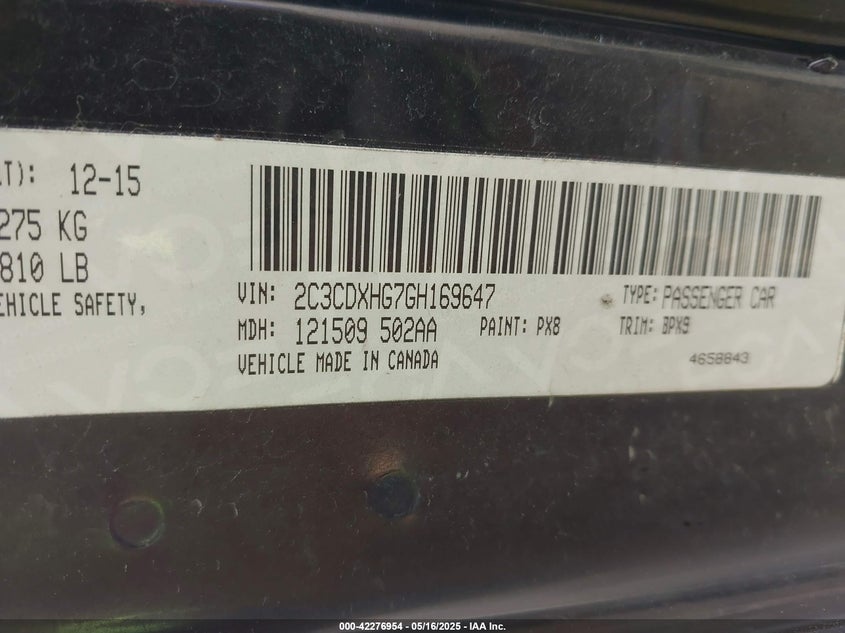 LT): 12-15
275 KG
810 LB
EHICLE SAFETY,
VIN: 2C3CDXHG7GH169647 TYPE: PASSENGER CAR
MDH: 121509 502AA PAINT: PX8 TRIM: BPX9
VEHICLE MADE IN CANADA 4658843
000-42276954 - 05/16/2025 - IAA Inc.